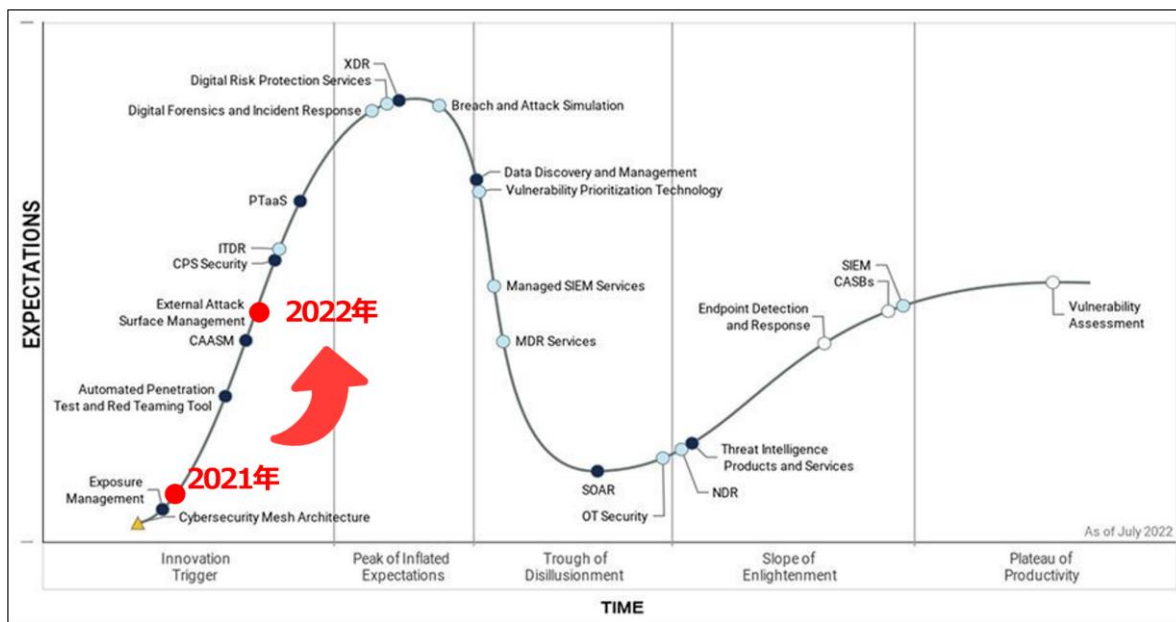 XDR
Digital Risk Protection Services
Digital Forensics and Incident Response
Breach and Attack Simulation
Data Discovery and Management
Vulnerability Prioritization Technology
PTaaS
ITDR
CPS Security
External Attack
Surface Management
2022年
CAASM
Automated Penetration
Test and Red Teaming Tool
2021年
Exposure
Management
Cybersecurity Mesh Architecture
Managed SIEM Services
MDR Services
SOAR
OT Security
NDR
Threat Intelligence
Products and Services
Endpoint Detection
and Response
SIEM
CASBs
Vulnerability
Assessment
EXPECTATIONS
As of July 2022
Innovation
Trigger
Peak of Inflated
Expectations
Trough of
Disillusionment
Slope of
Enlightenment
Plateau of
Productivity
TIME